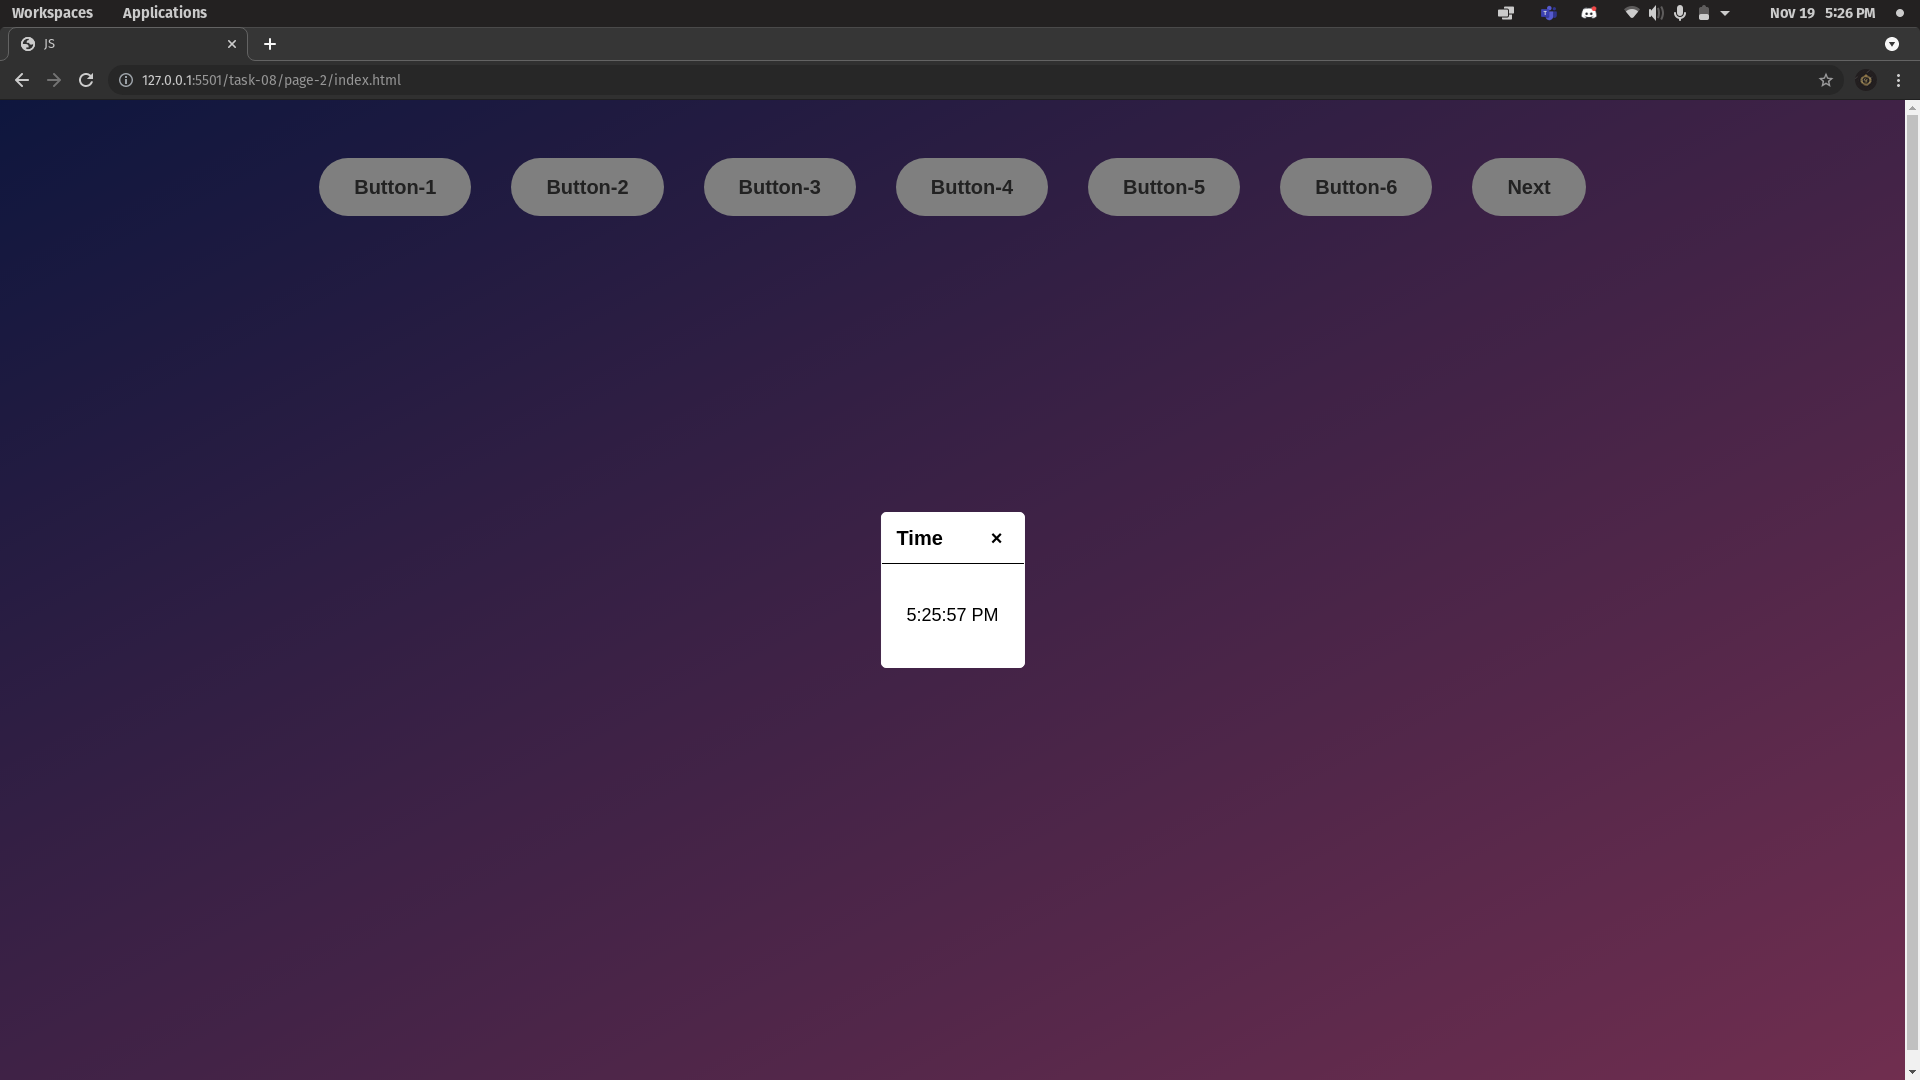 Workspaces Applications Nov 19 5:26 PM
JS
127.0.0.1:5501/task-08/page-2/index.html
Button-1 Button-2 Button-3 Button-4 Button-5 Button-6 Next
Time ×
5:25:57 PM